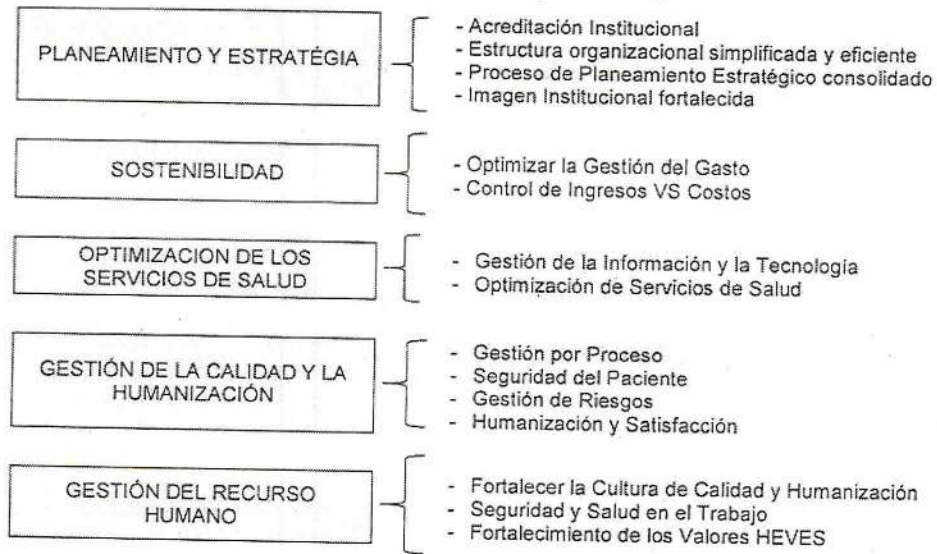 PLANEAMIENTO Y ESTRATÉGIA
- Acreditación Institucional
- Estructura organizacional simplificada y eficiente
- Proceso de Planeamiento Estratégico consolidado
- Imagen Institucional fortalecida
SOSTENIBILIDAD
- Optimizar la Gestión del Gasto
- Control de Ingresos VS Costos
OPTIMIZACION DE LOS
SERVICIOS DE SALUD
- Gestión de la Información y la Tecnología
- Optimización de Servicios de Salud
GESTIÓN DE LA CALIDAD Y LA
HUMANIZACIÓN
- Gestión por Proceso
- Seguridad del Paciente
- Gestión de Riesgos
- Humanización y Satisfacción
GESTIÓN DEL RECURSO
HUMANO
- Fortalecer la Cultura de Calidad y Humanización
- Seguridad y Salud en el Trabajo
- Fortalecimiento de los Valores HEVES